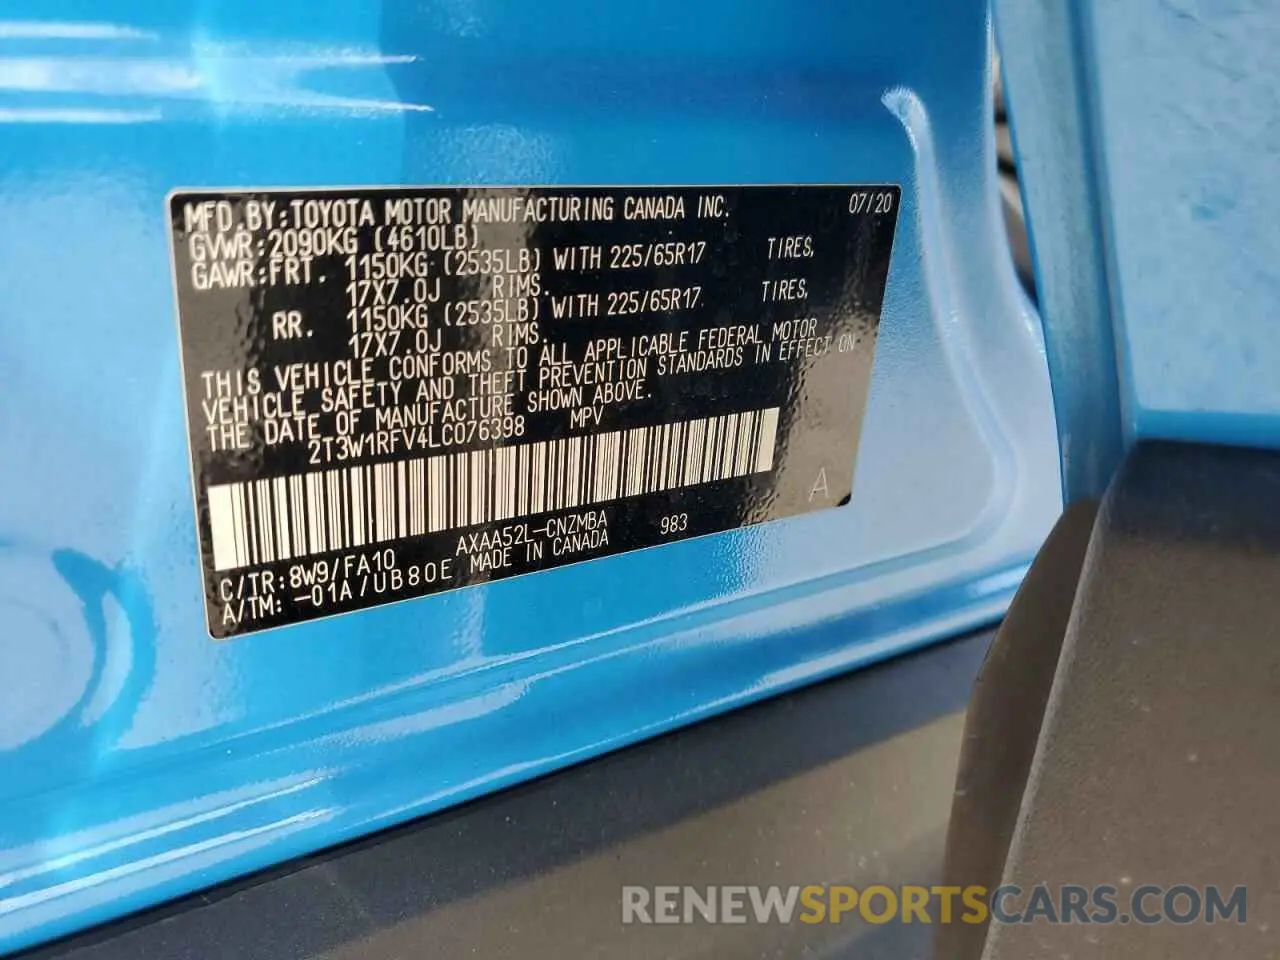 MFD.BY:TOYOTA MOTOR MANUFACTURING CANADA INC. 07/20
GVWR:2090KG (4610LB)
GAWR:FRT. 1150KG (2535LB) WITH 225/65R17 TIRES,
17X7.0J RIMS.
RR. 1150KG (2535LB) WITH 225/65R17. TIRES,
17X7.0J RIMS.
THIS VEHICLE CONFORMS TO ALL APPLICABLE FEDERAL MOTOR
VEHICLE SAFETY AND THEFT PREVENTION STANDARDS IN EFFECT ON
THE DATE OF MANUFACTURE SHOWN ABOVE.
2T3W1RFV4LC076398 MPV
A
C/TR:8W9/FA10 AXAA52L-CNZMBA 983
A/TM: -01A/UB80E MADE IN CANADA
RENEWSPORTSCARS.COM